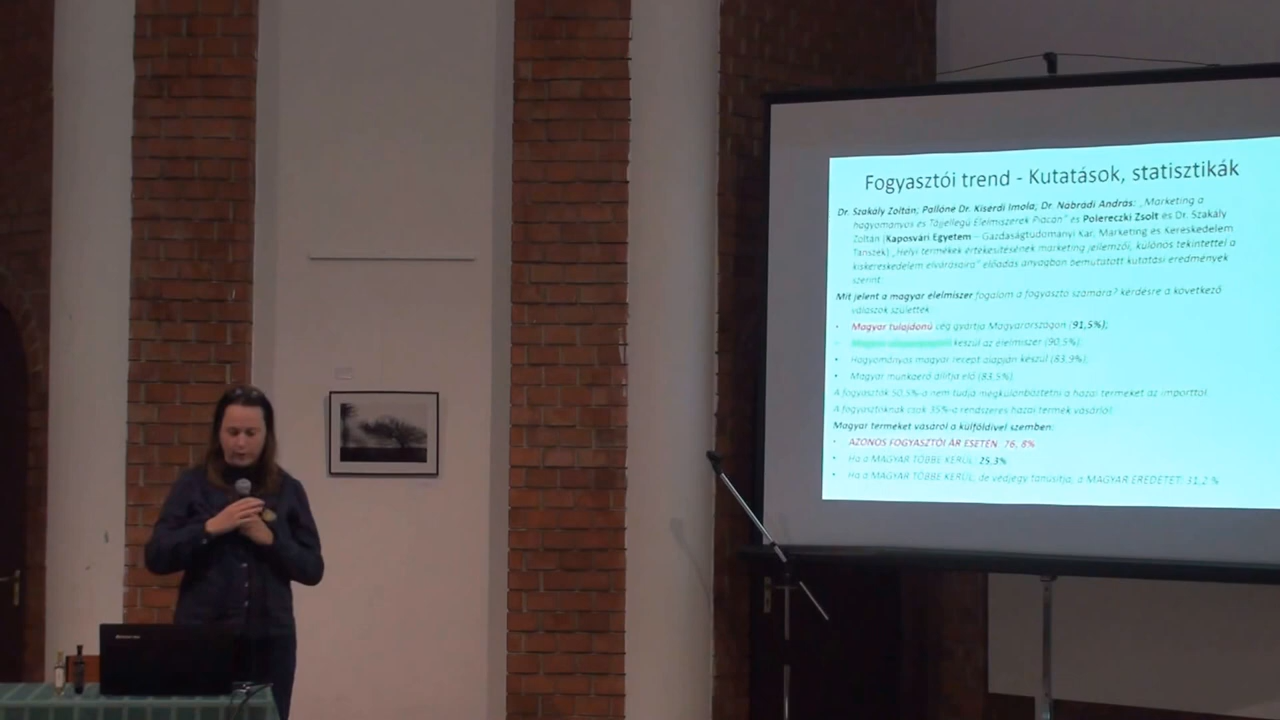 Fogyasztói trend - Kutatások, statisztikák
Dr. Szakály Zoltán; Pallóné Dr. Kisérdi Imola; Dr. Nábrádi András: „Marketing a
hagyományos és Tájjellegű Élelmiszerek Piacán" és Polereczki Zsolt és Dr. Szakály
Zoltán (Kaposvári Egyetem – Gazdaságtudományi Kar, Marketing és Kereskedelem
Tanszék) „Helyi termékek értékesítésének marketing jellemzői, különös tekintettel a
kiskereskedelem elvárásaira" előadás anyagban bemutatott kutatási eredmények
szerint:
Mit jelent a magyar élelmiszer fogalom a fogyasztó számára? kérdésre a következő
válaszok születtek:
• Magyar tulajdonú cég gyártja Magyarországon (91,5%);
• készül az élelmiszer (90,5%);
• Hagyományos magyar recept alapján készül (83,9%);
• Magyar munkaerő állítja elő (83,5%).
A fogyasztók 50,5%-a nem tudja megkülönböztetni a hazai terméket az importtól.
A fogyasztóknak csak 35%-a rendszeres hazai termék vásárló!
Magyar terméket vásárol a külföldivel szemben:
• AZONOS FOGYASZTÓI ÁR ESETÉN 76, 8%
• Ha a MAGYAR TÖBBE KERÜL: 25,3%
• Ha a MAGYAR TÖBBE KERÜL, de védjegy tanúsítja, a MAGYAR EREDETET: 31,2 %